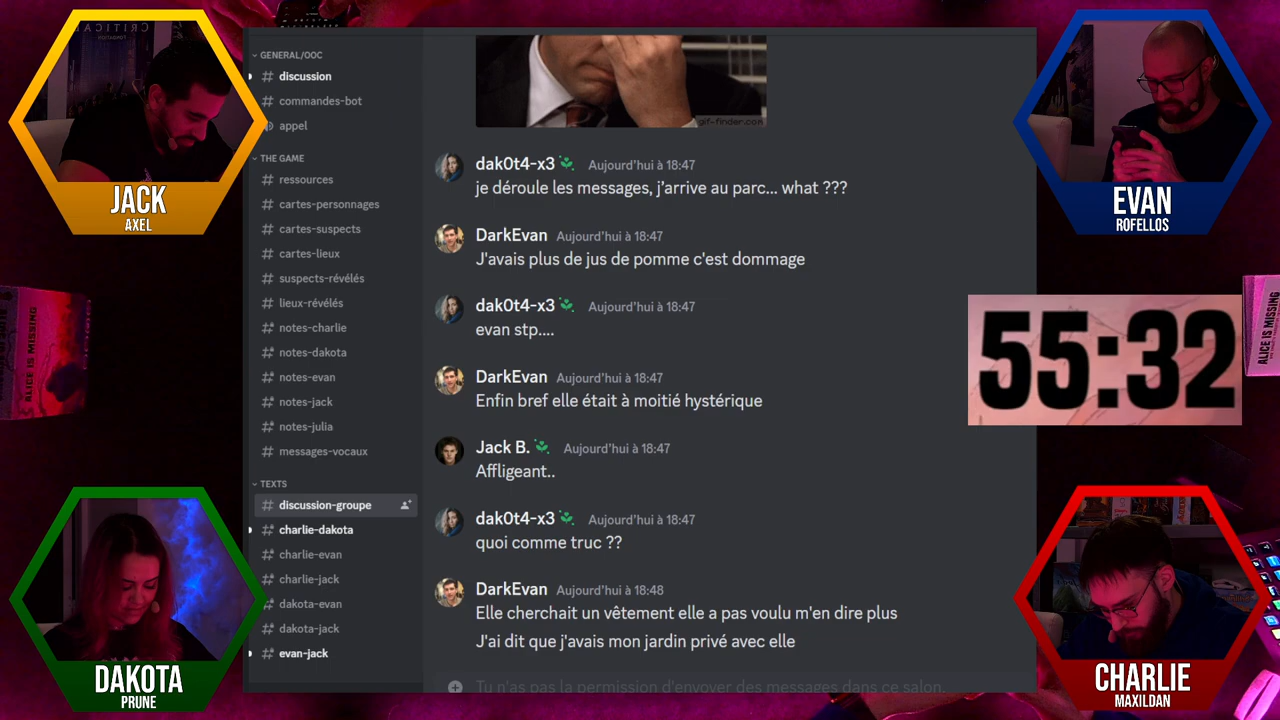 JACK
AXEL
EVAN
ROFELLOS
DAKOTA
PRUNE
CHARLIE
MAXILDAN
55:32
ALICE IS MISSING
ALICE IS MISSING
GENERAL/OOC
# discussion
# commandes-bot
appel
THE GAME
# ressources
# cartes-personnages
# cartes-suspects
# cartes-lieux
# suspects-révélés
# lieux-révélés
# notes-charlie
# notes-dakota
# notes-evan
# notes-jack
# notes-julia
# messages-vocaux
TEXTS
# discussion-groupe
# charlie-dakota
# charlie-evan
# charlie-jack
# dakota-evan
# dakota-jack
# evan-jack
gif-finder.com
dak0t4-x3 Aujourd'hui à 18:47
je déroule les messages, j'arrive au parc... what ???
DarkEvan Aujourd'hui à 18:47
J'avais plus de jus de pomme c'est dommage
dak0t4-x3 Aujourd'hui à 18:47
evan stp....
DarkEvan Aujourd'hui à 18:47
Enfin bref elle était à moitié hystérique
Jack B. Aujourd'hui à 18:47
Affligeant..
dak0t4-x3 Aujourd'hui à 18:47
quoi comme truc ??
DarkEvan Aujourd'hui à 18:48
Elle cherchait un vêtement elle a pas voulu m'en dire plus
J'ai dit que j'avais mon jardin privé avec elle
Tu n'as pas la permission d'envoyer des messages dans ce salon.